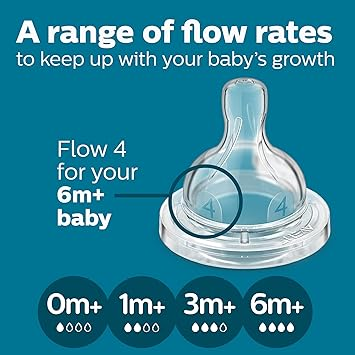 A range of flow rates
to keep up with your baby's growth
Flow 4
for your
6m+
baby
4
4
0m+
1m+
3m+
6m+